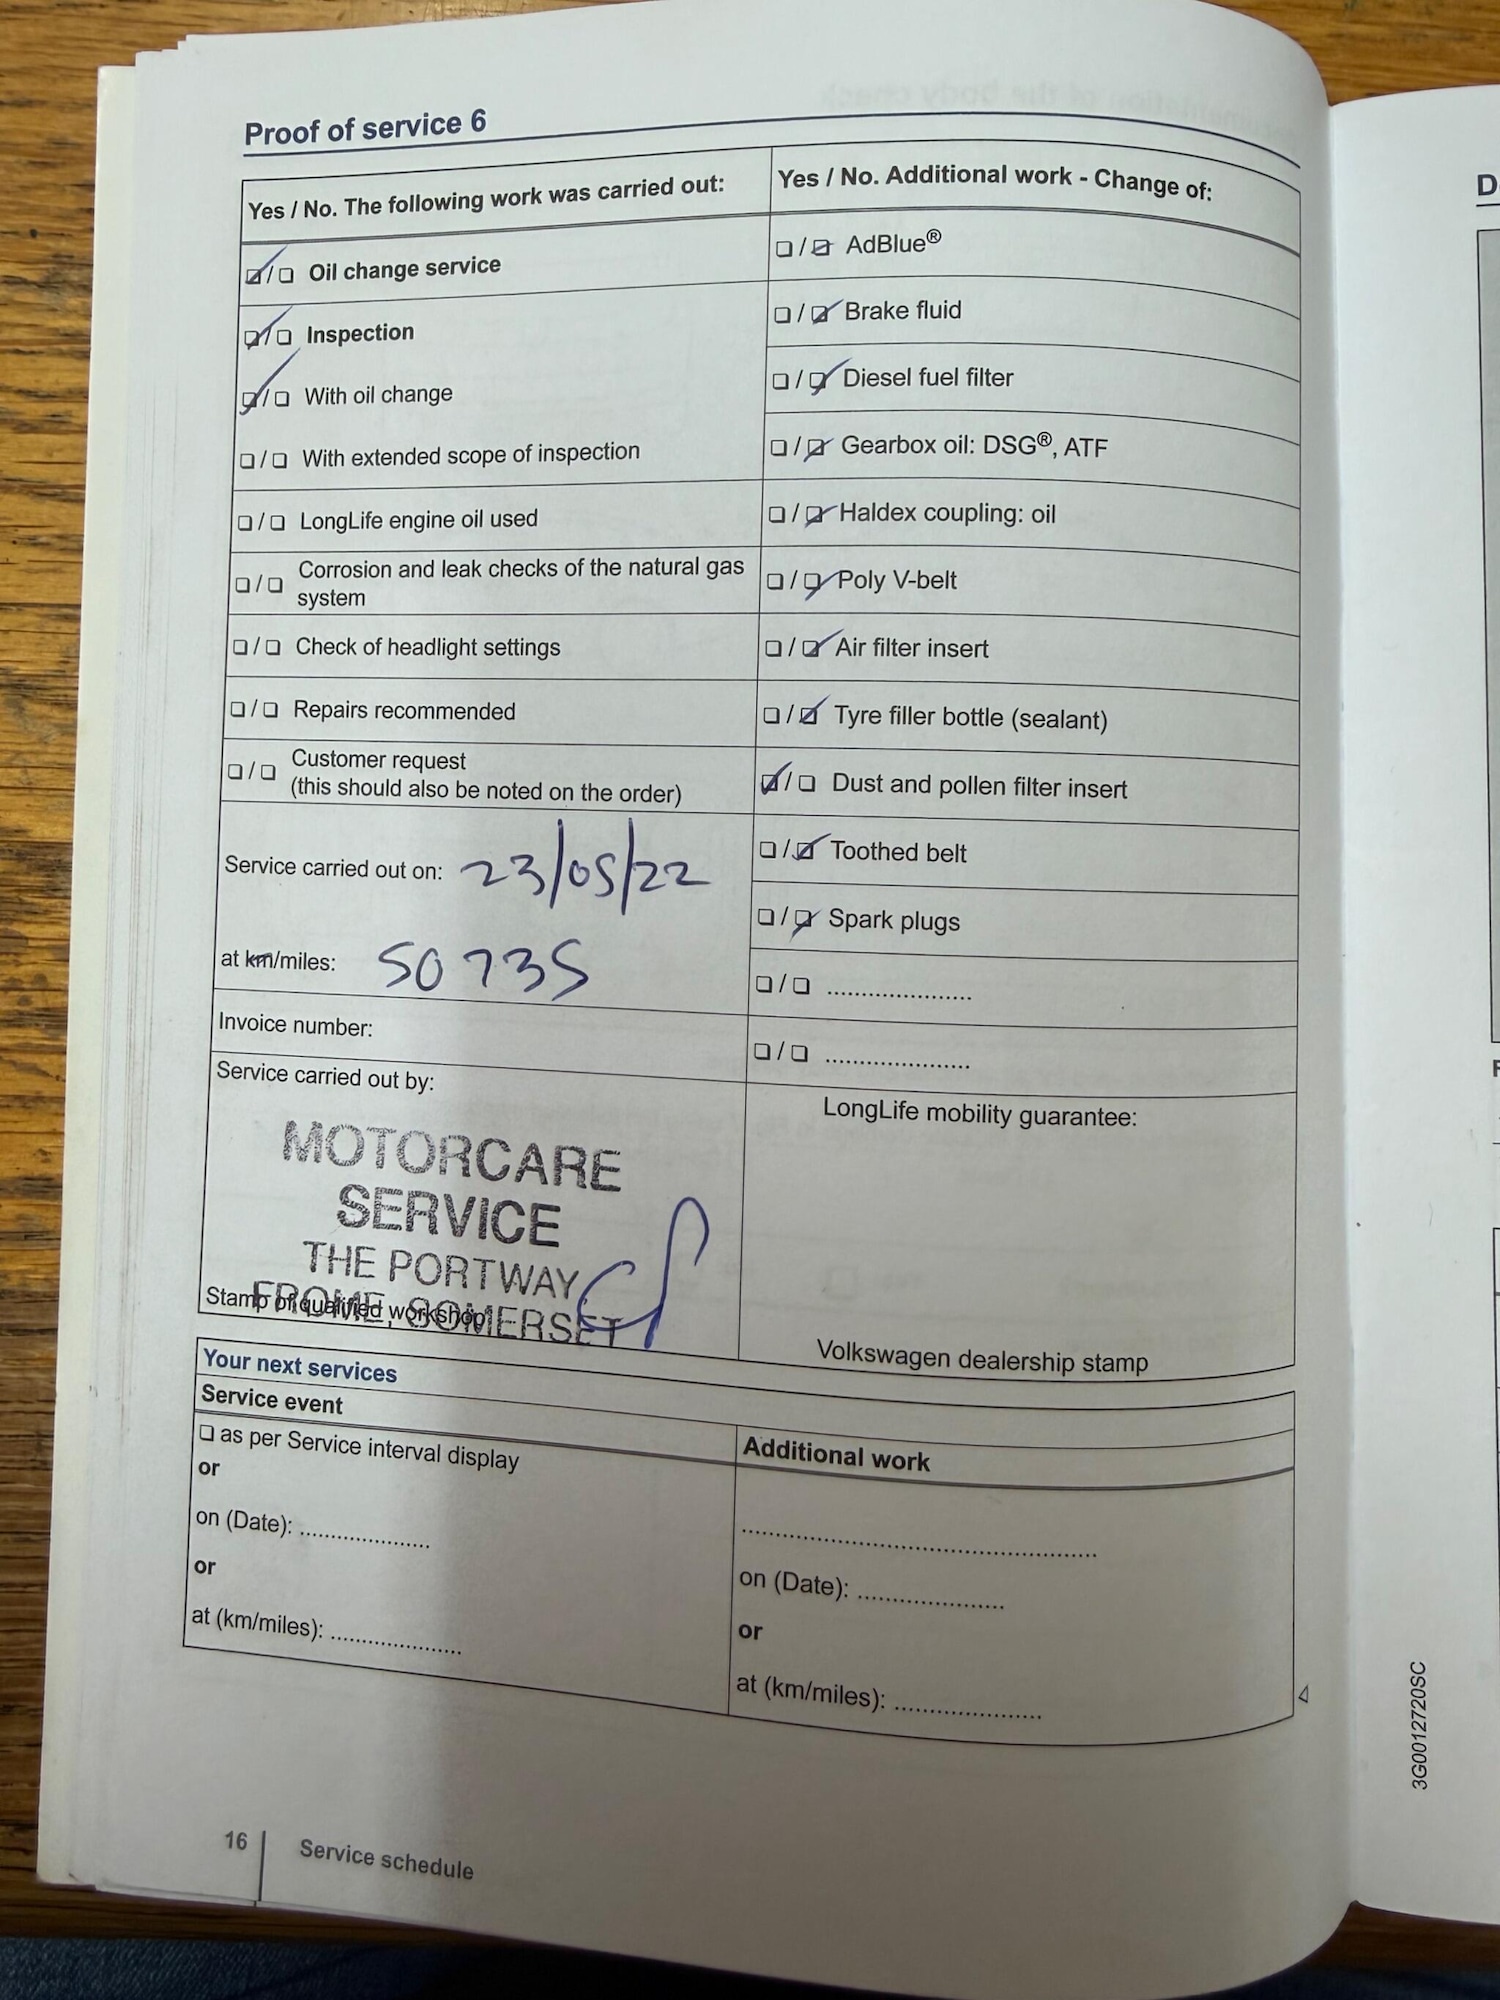 Proof of service 6
Yes / No. The following work was carried out:
☑/☐ Oil change service
☑/☐ Inspection
☑/☐ With oil change
☐/☐ With extended scope of inspection
☐/☐ LongLife engine oil used
☐/☐ Corrosion and leak checks of the natural gas
system
☐/☐ Check of headlight settings
☐/☐ Repairs recommended
☐/☐ Customer request
(this should also be noted on the order)
Service carried out on: 23/05/22
at km/miles: 50735
Invoice number:
Service carried out by:
MOTORCARE
SERVICE
THE PORTWAY
FROME, SOMERSET
Stamp of qualified workshop
Yes / No. Additional work - Change of:
☐/☑ AdBlue®
☐/☑ Brake fluid
☐/☑ Diesel fuel filter
☐/☑ Gearbox oil: DSG®, ATF
☐/☑ Haldex coupling: oil
☐/☑ Poly V-belt
☐/☑ Air filter insert
☐/☑ Tyre filler bottle (sealant)
☑/☐ Dust and pollen filter insert
☐/☑ Toothed belt
☐/☑ Spark plugs
☐/☐ .....................
☐/☐ .....................
LongLife mobility guarantee:
Volkswagen dealership stamp
Your next services
Service event
☐ as per Service interval display
or
on (Date): ...................
or
at (km/miles): ...................
Additional work
....................................................
on (Date): .....................
or
at (km/miles): .....................
16
Service schedule
3G0012720SC
D
F